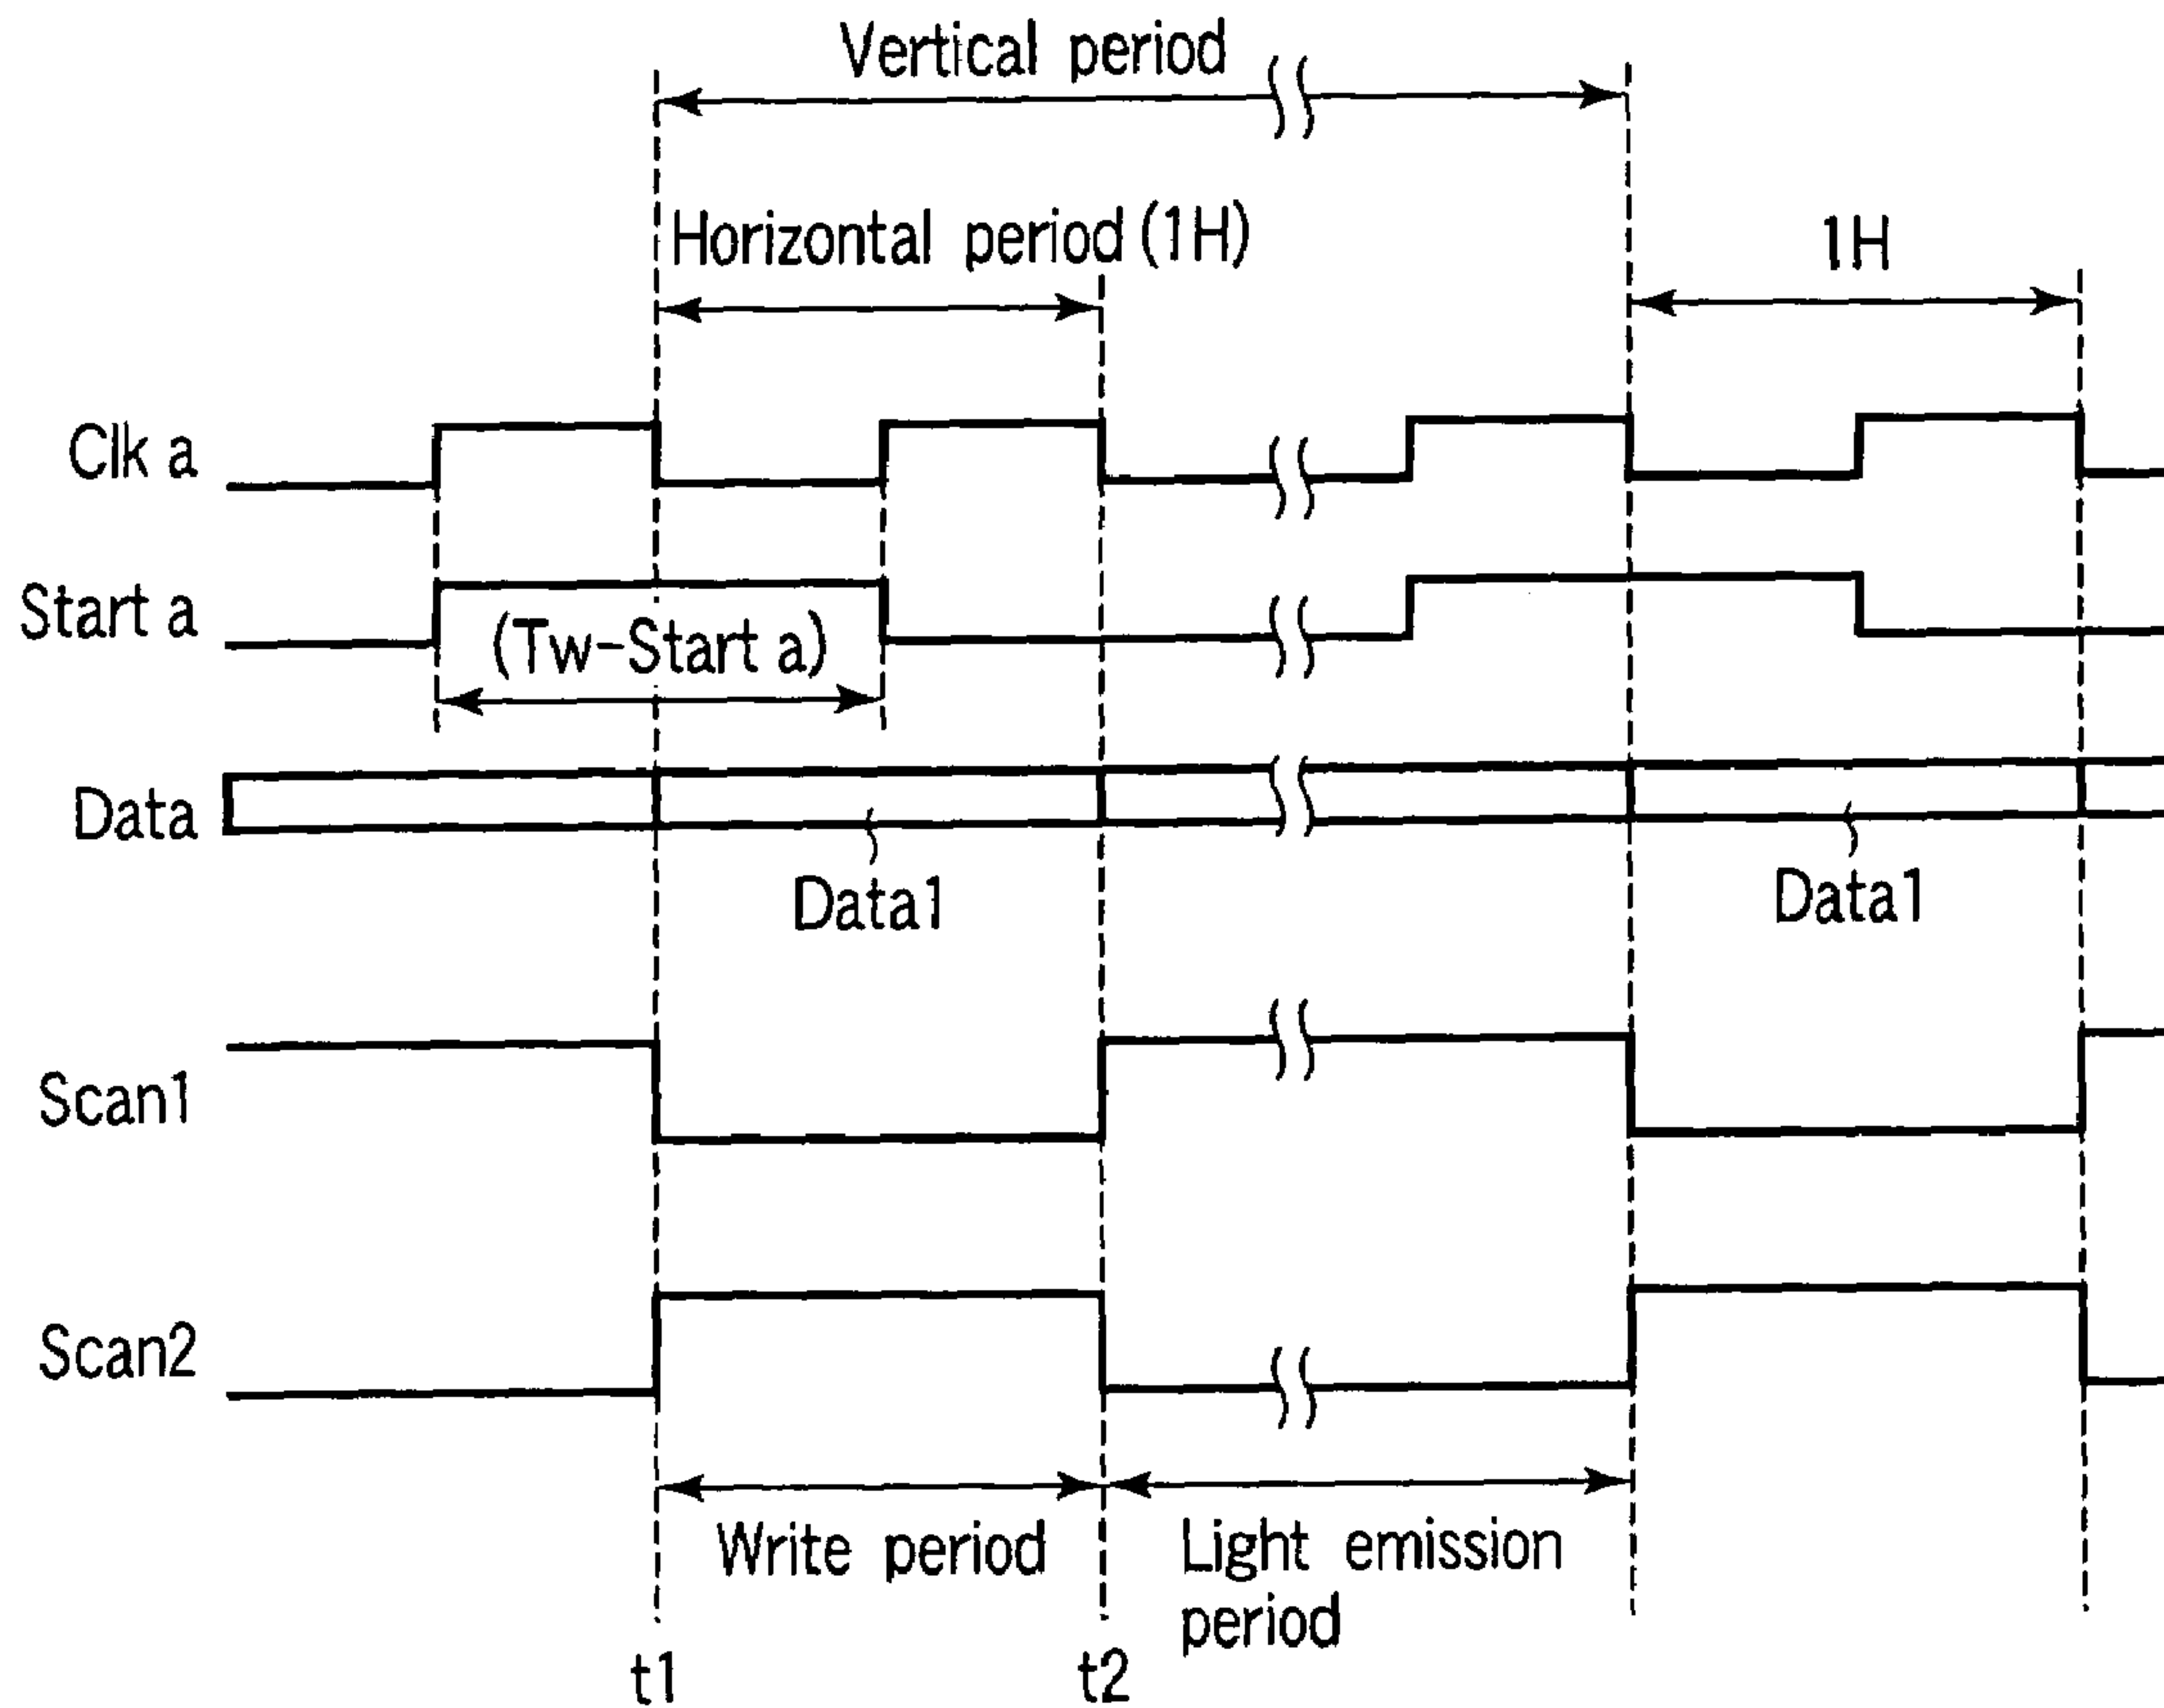 Vertical period
Horizontal period (1H)
1H
Clk a
Start a
(Tw-Start a)
Data
Data1
Data1
Scan1
Scan2
Write period
Light emission
period
t1
t2